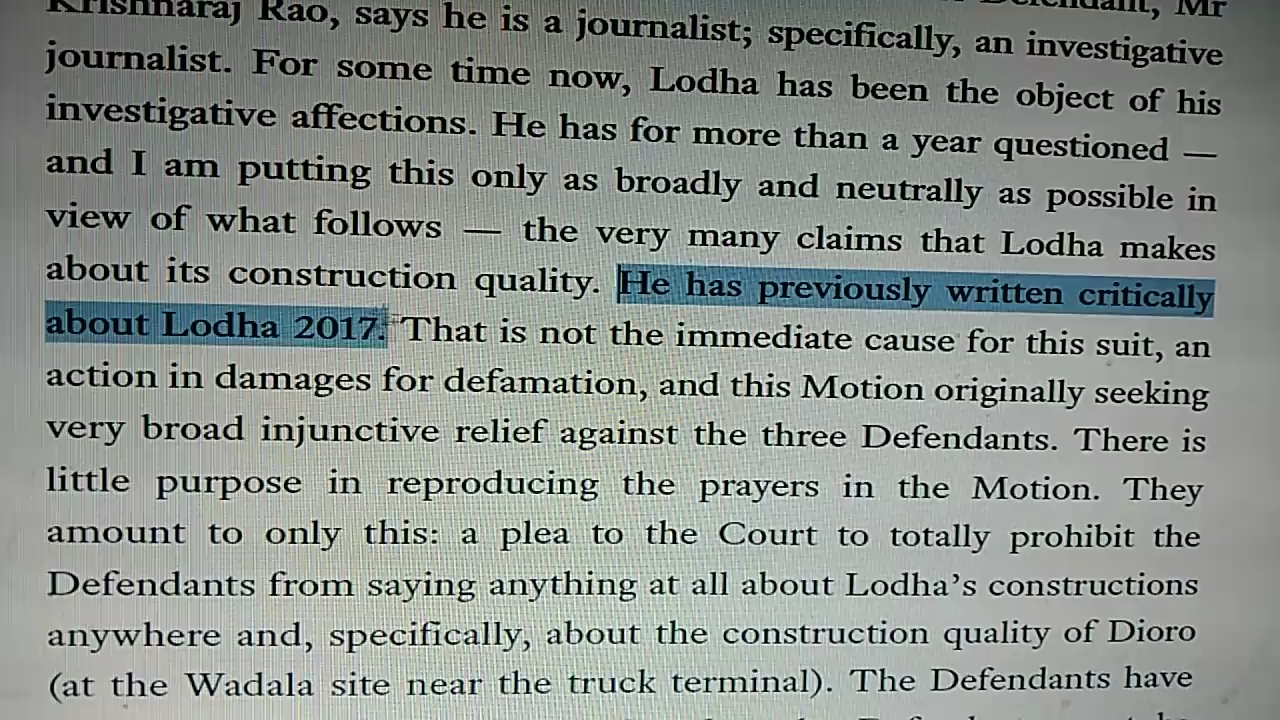 Krishnaraj Rao, says he is a journalist; specifically, an investigative Defendant, Mr
journalist. For some time now, Lodha has been the object of his
investigative affections. He has for more than a year questioned —
and I am putting this only as broadly and neutrally as possible in
view of what follows — the very many claims that Lodha makes
about its construction quality. He has previously written critically
about Lodha 2017. That is not the immediate cause for this suit, an
action in damages for defamation, and this Motion originally seeking
very broad injunctive relief against the three Defendants. There is
little purpose in reproducing the prayers in the Motion. They
amount to only this: a plea to the Court to totally prohibit the
Defendants from saying anything at all about Lodha's constructions
anywhere and, specifically, about the construction quality of Dioro
(at the Wadala site near the truck terminal). The Defendants have